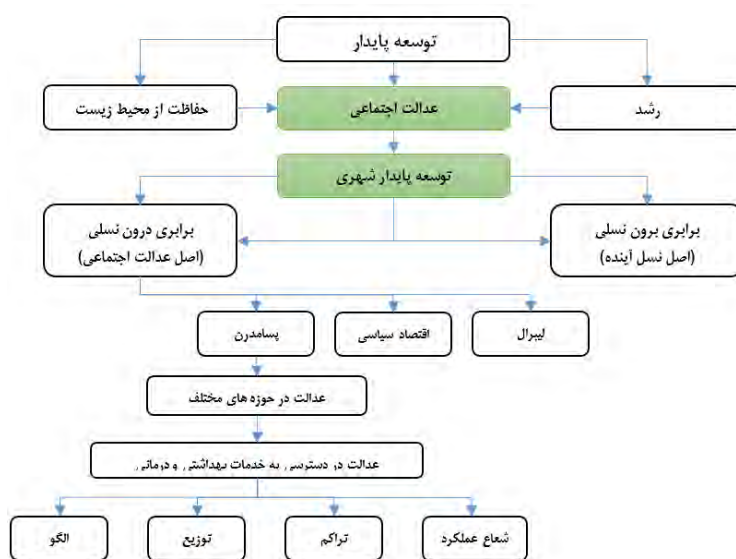 توسعه پایدار
رشد
عدالت اجتماعی
حفاظت از محیط زیست
توسعه پایدار شهری
برابری برون نسلی
(اصل نسل آینده)
برابری درون نسلی
(اصل عدالت اجتماعی)
لیبرال
اقتصاد سیاسی
پسامدرن
عدالت در حوزه های مختلف
عدالت در دسترسی به خدمات بهداشتی و درمانی
شعاع عملکرد
تراکم
توزیع
الگو